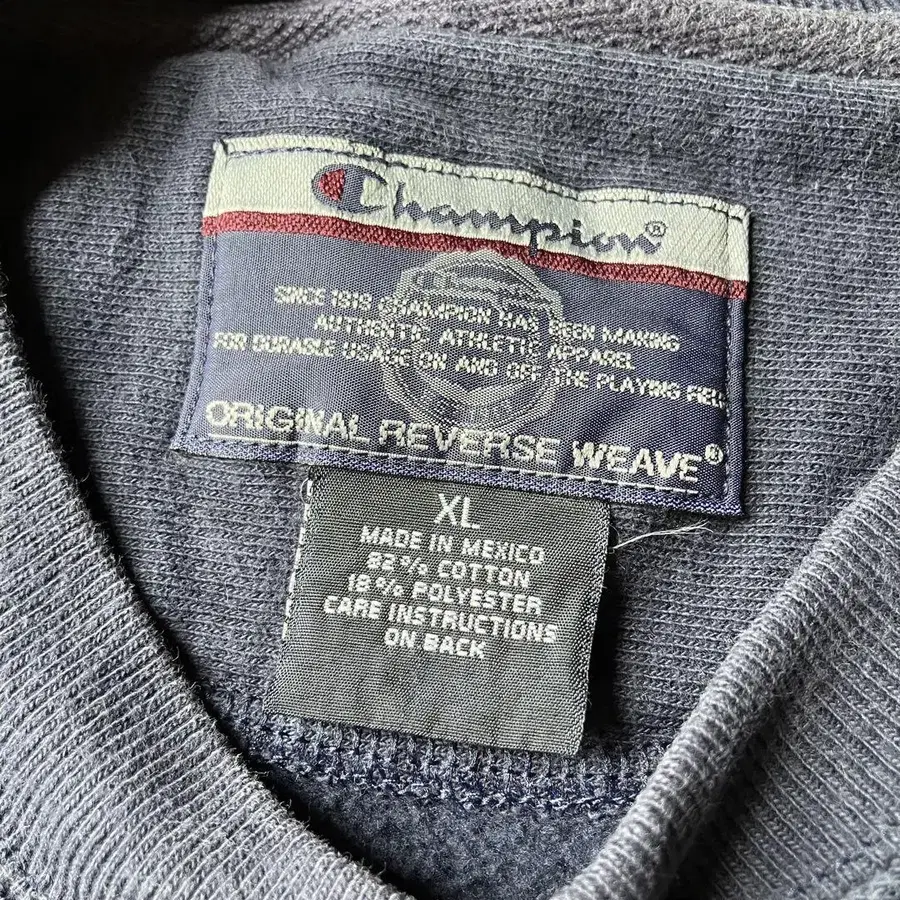 Champion®
SINCE 1919 CHAMPION HAS BEEN MAKING
AUTHENTIC ATHLETIC APPAREL
FOR DURABLE USAGE ON AND OFF THE PLAYING FIELD
ORIGINAL REVERSE WEAVE®
XL
MADE IN MEXICO
82% COTTON
18% POLYESTER
CARE INSTRUCTIONS
ON BACK